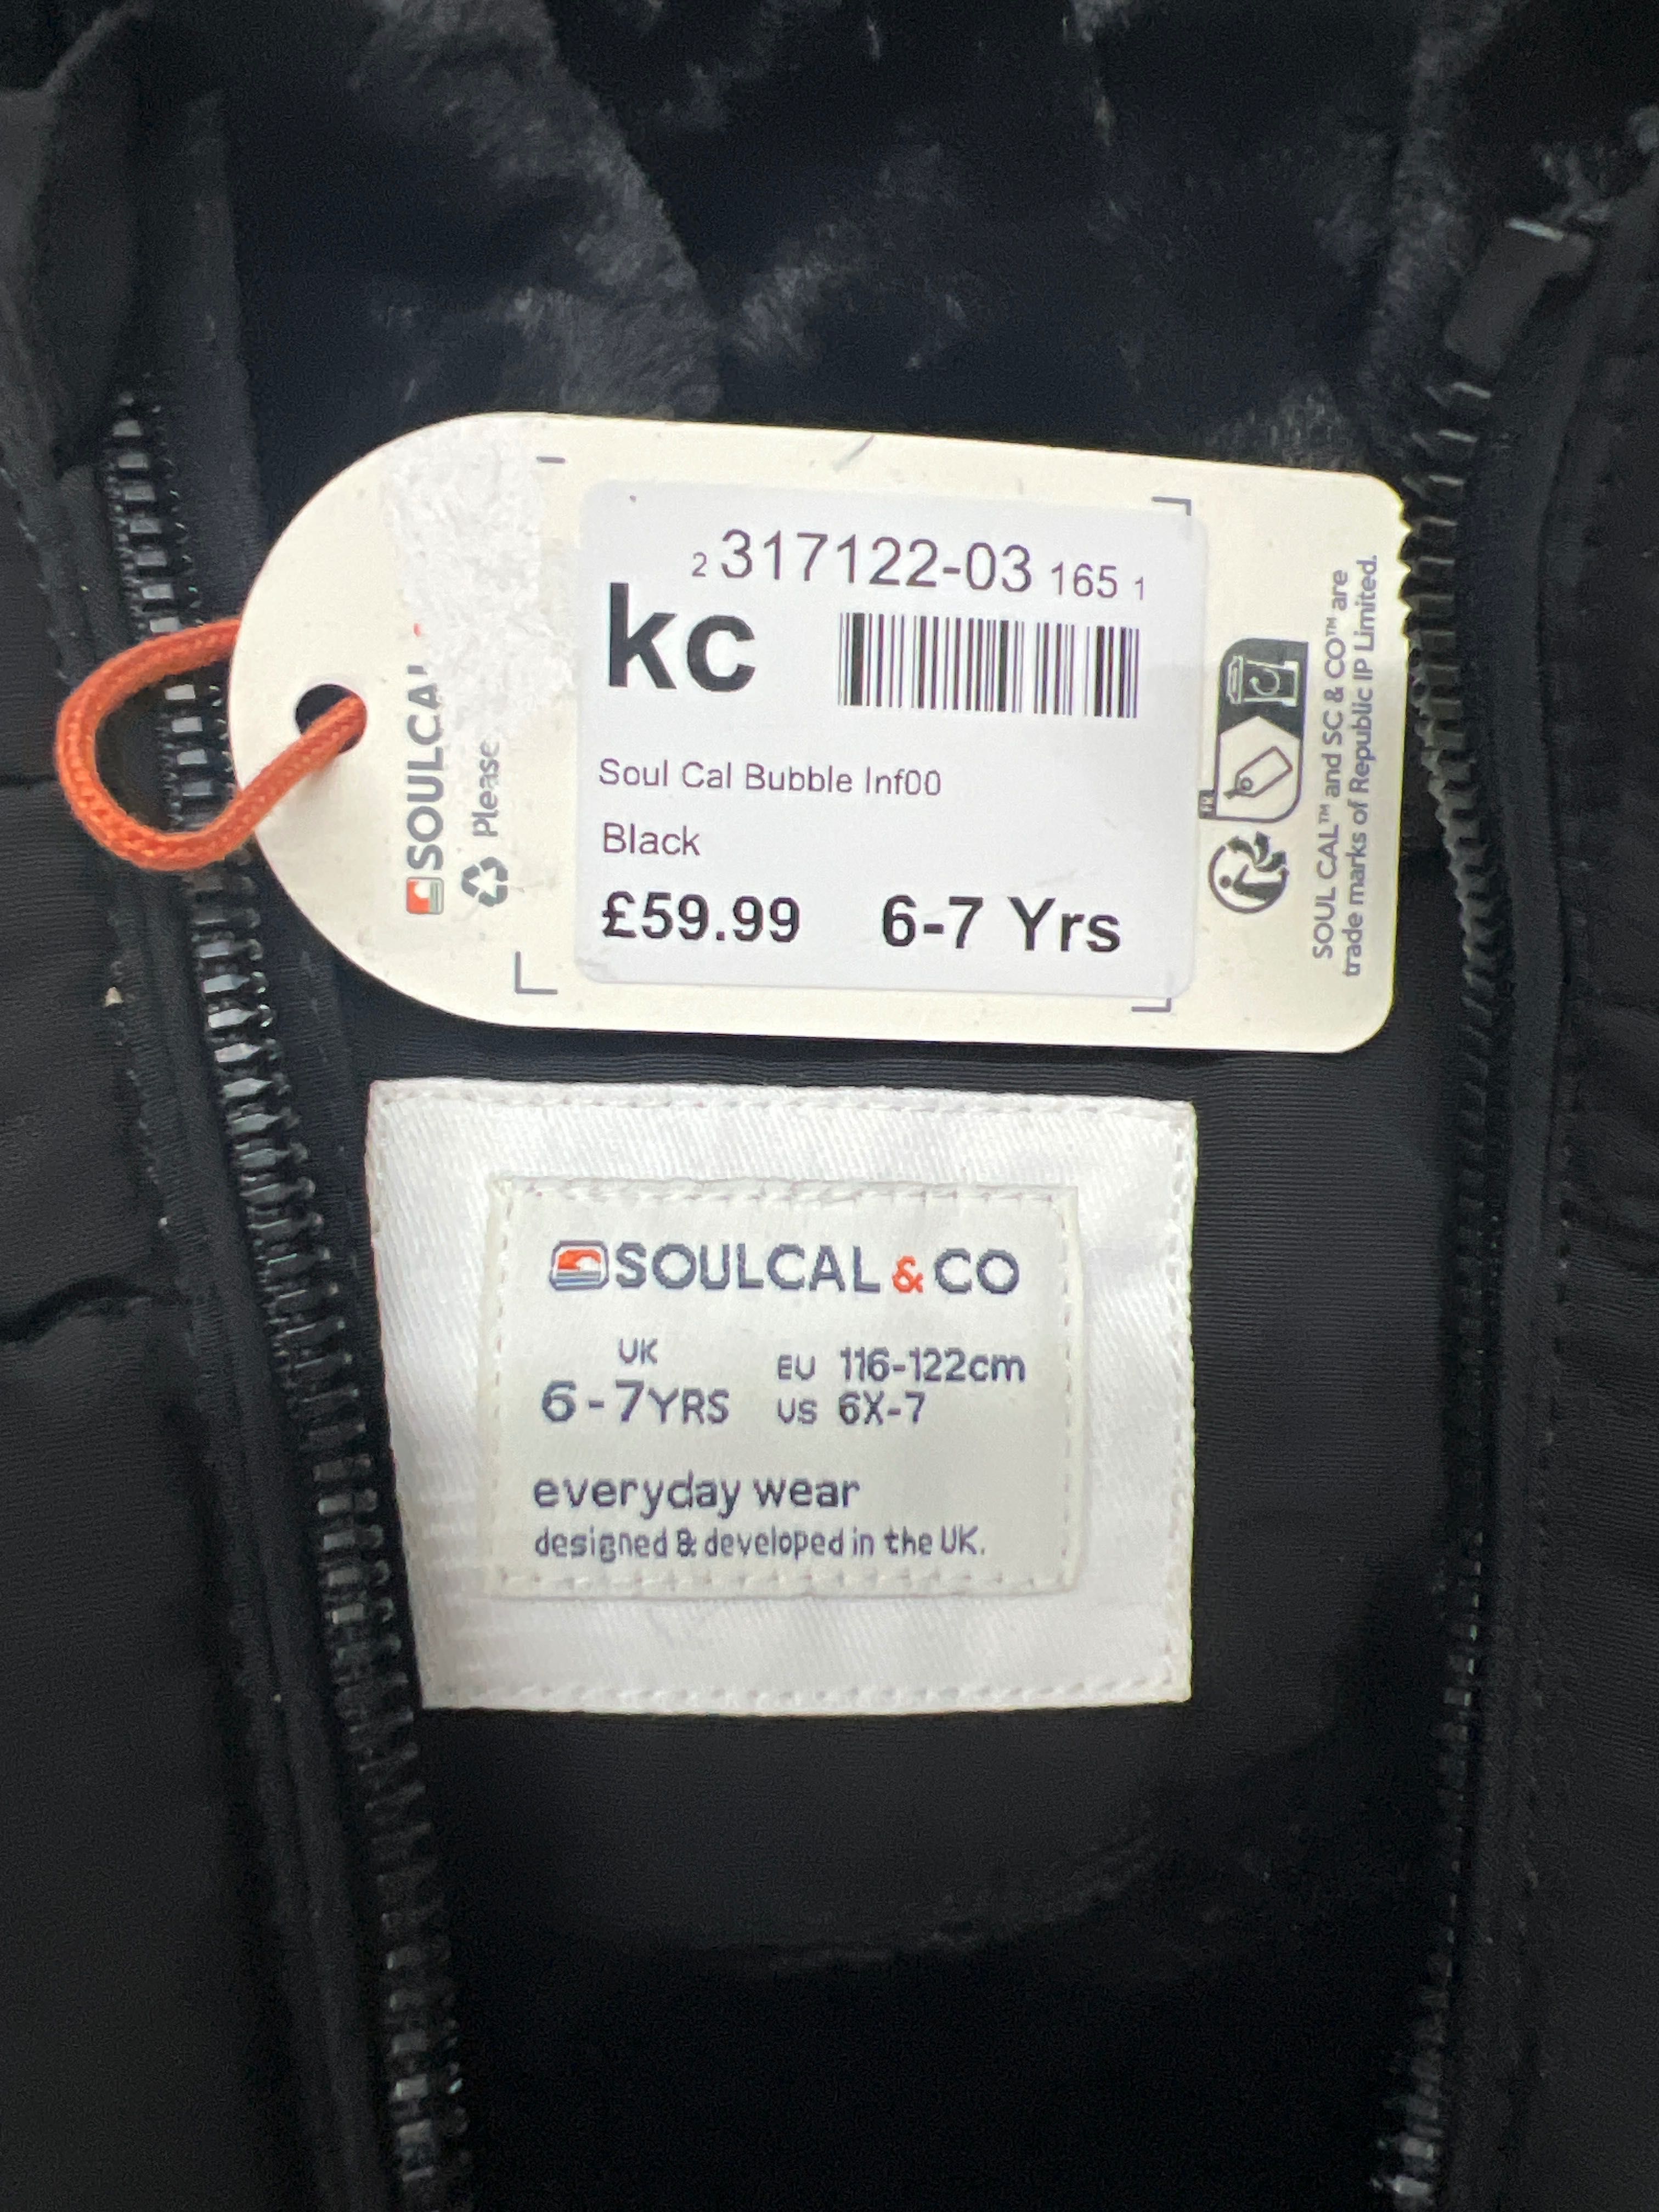 2 317122-03 165 1
kc
Soul Cal Bubble Inf00
Black
£59.99 6-7 Yrs
SOULCAL
Please
FR
SOUL CAL™ and SC & CO™ are
trade marks of Republic IP Limited.
SOULCAL & CO
UK
6-7YRS
EU 116-122cm
US 6X-7
everyday wear
designed & developed in the UK.